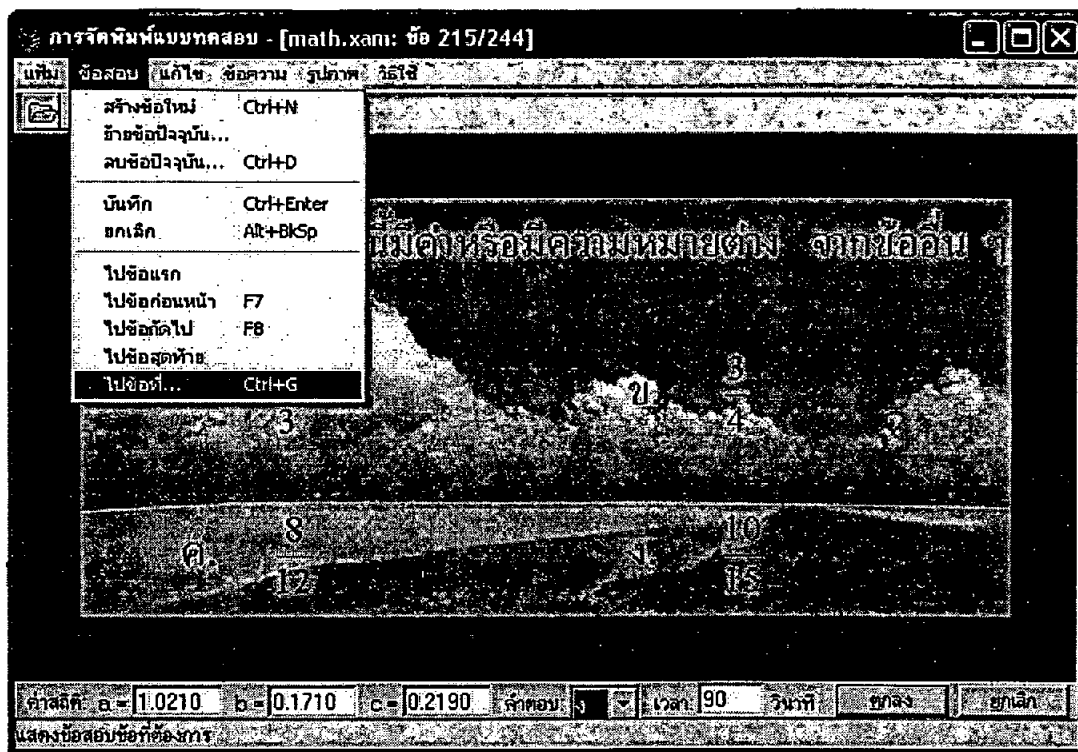 การจัดพิมพ์แบบทดสอบ - [math.xam: ข้อ 215/244]
แฟ้ม ข้อสอบ แก้ไข ข้อความ รูปภาพ วิธีใช้
สร้างข้อใหม่ Ctrl+N
ย้ายข้อปัจจุบัน...
ลบข้อปัจจุบัน... Ctrl+D
บันทึก Ctrl+Enter
ยกเลิก Alt+BkSp
ไปข้อแรก
ไปข้อก่อนหน้า F7
ไปข้อถัดไป F8
ไปข้อสุดท้าย
ไปข้อที่... Ctrl+G
นี้มีค่าหรือมีความหมายต่าง จากข้ออื่น ๆ
3
ข. 3/4
ค. 8/12
ง. 10/15
ค่าสถิติ: a = 1.0210 b = 0.1710 c = 0.2190 คำตอบ: ง เวลา: 90 วินาที ตกลง ยกเลิก
แสดงข้อสอบข้อที่ต้องการ